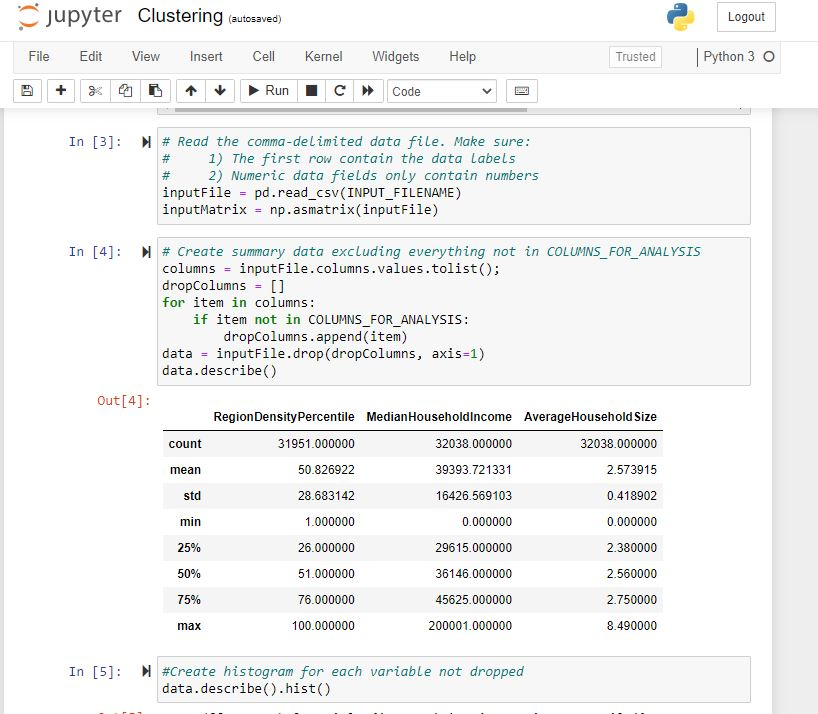 jupyter Clustering (autosaved)
Logout
File Edit View Insert Cell Kernel Widgets Help Trusted Python 3
Run Code
In [3]: # Read the comma-delimited data file. Make sure:
#     1) The first row contain the data labels
#     2) Numeric data fields only contain numbers
inputFile = pd.read_csv(INPUT_FILENAME)
inputMatrix = np.asmatrix(inputFile)
In [4]: # Create summary data excluding everything not in COLUMNS_FOR_ANALYSIS
columns = inputFile.columns.values.tolist();
dropColumns = []
for item in columns:
    if item not in COLUMNS_FOR_ANALYSIS:
        dropColumns.append(item)
data = inputFile.drop(dropColumns, axis=1)
data.describe()
Out[4]:
RegionDensityPercentile MedianHouseholdIncome AverageHouseholdSize
count 31951.000000 32038.000000 32038.000000
mean 50.826922 39393.721331 2.573915
std 28.683142 16426.569103 0.418902
min 1.000000 0.000000 0.000000
25% 26.000000 29615.000000 2.380000
50% 51.000000 36146.000000 2.560000
75% 76.000000 45625.000000 2.750000
max 100.000000 200001.000000 8.490000
In [5]: #Create histogram for each variable not dropped
data.describe().hist()